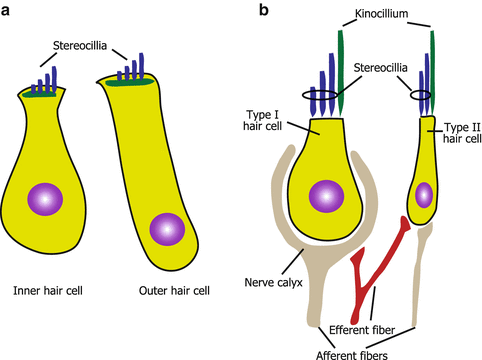 a
Stereocillia
Inner hair cell
Outer hair cell
b
Kinocillium
Stereocillia
Type I
hair cell
Type II
hair cell
Nerve calyx
Efferent fiber
Afferent fibers